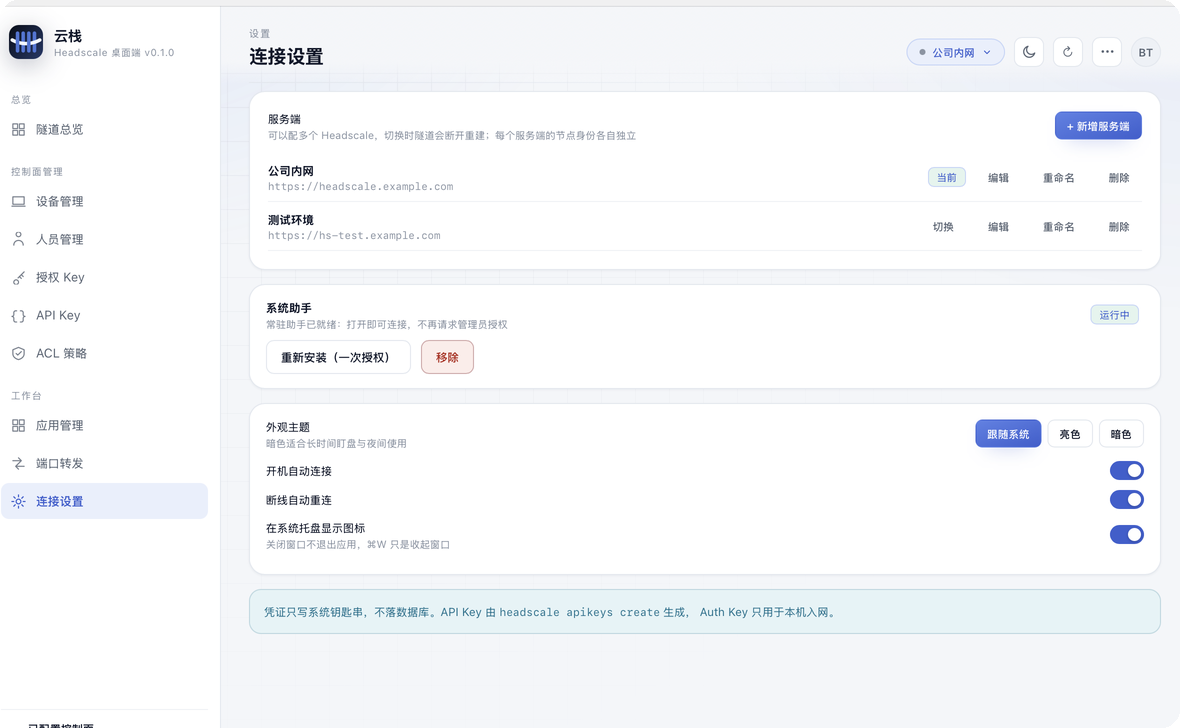 云栈
Headscale 桌面端 v0.1.0
总览
隧道总览
控制面管理
设备管理
人员管理
授权 Key
API Key
ACL 策略
工作台
应用管理
端口转发
连接设置
已配置控制面
设置
连接设置
公司内网
BT
服务端
可以配多个 Headscale，切换时隧道会断开重建；每个服务端的节点身份各自独立
+ 新增服务端
公司内网
https://headscale.example.com
当前 编辑 重命名 删除
测试环境
https://hs-test.example.com
切换 编辑 重命名 删除
系统助手
常驻助手已就绪：打开即可连接，不再请求管理员授权
运行中
重新安装（一次授权） 移除
外观主题
暗色适合长时间盯盘与夜间使用
跟随系统 亮色 暗色
开机自动连接
断线自动重连
在系统托盘显示图标
关闭窗口不退出应用，⌘W 只是收起窗口
凭证只写系统钥匙串，不落数据库。API Key 由 headscale apikeys create 生成， Auth Key 只用于本机入网。